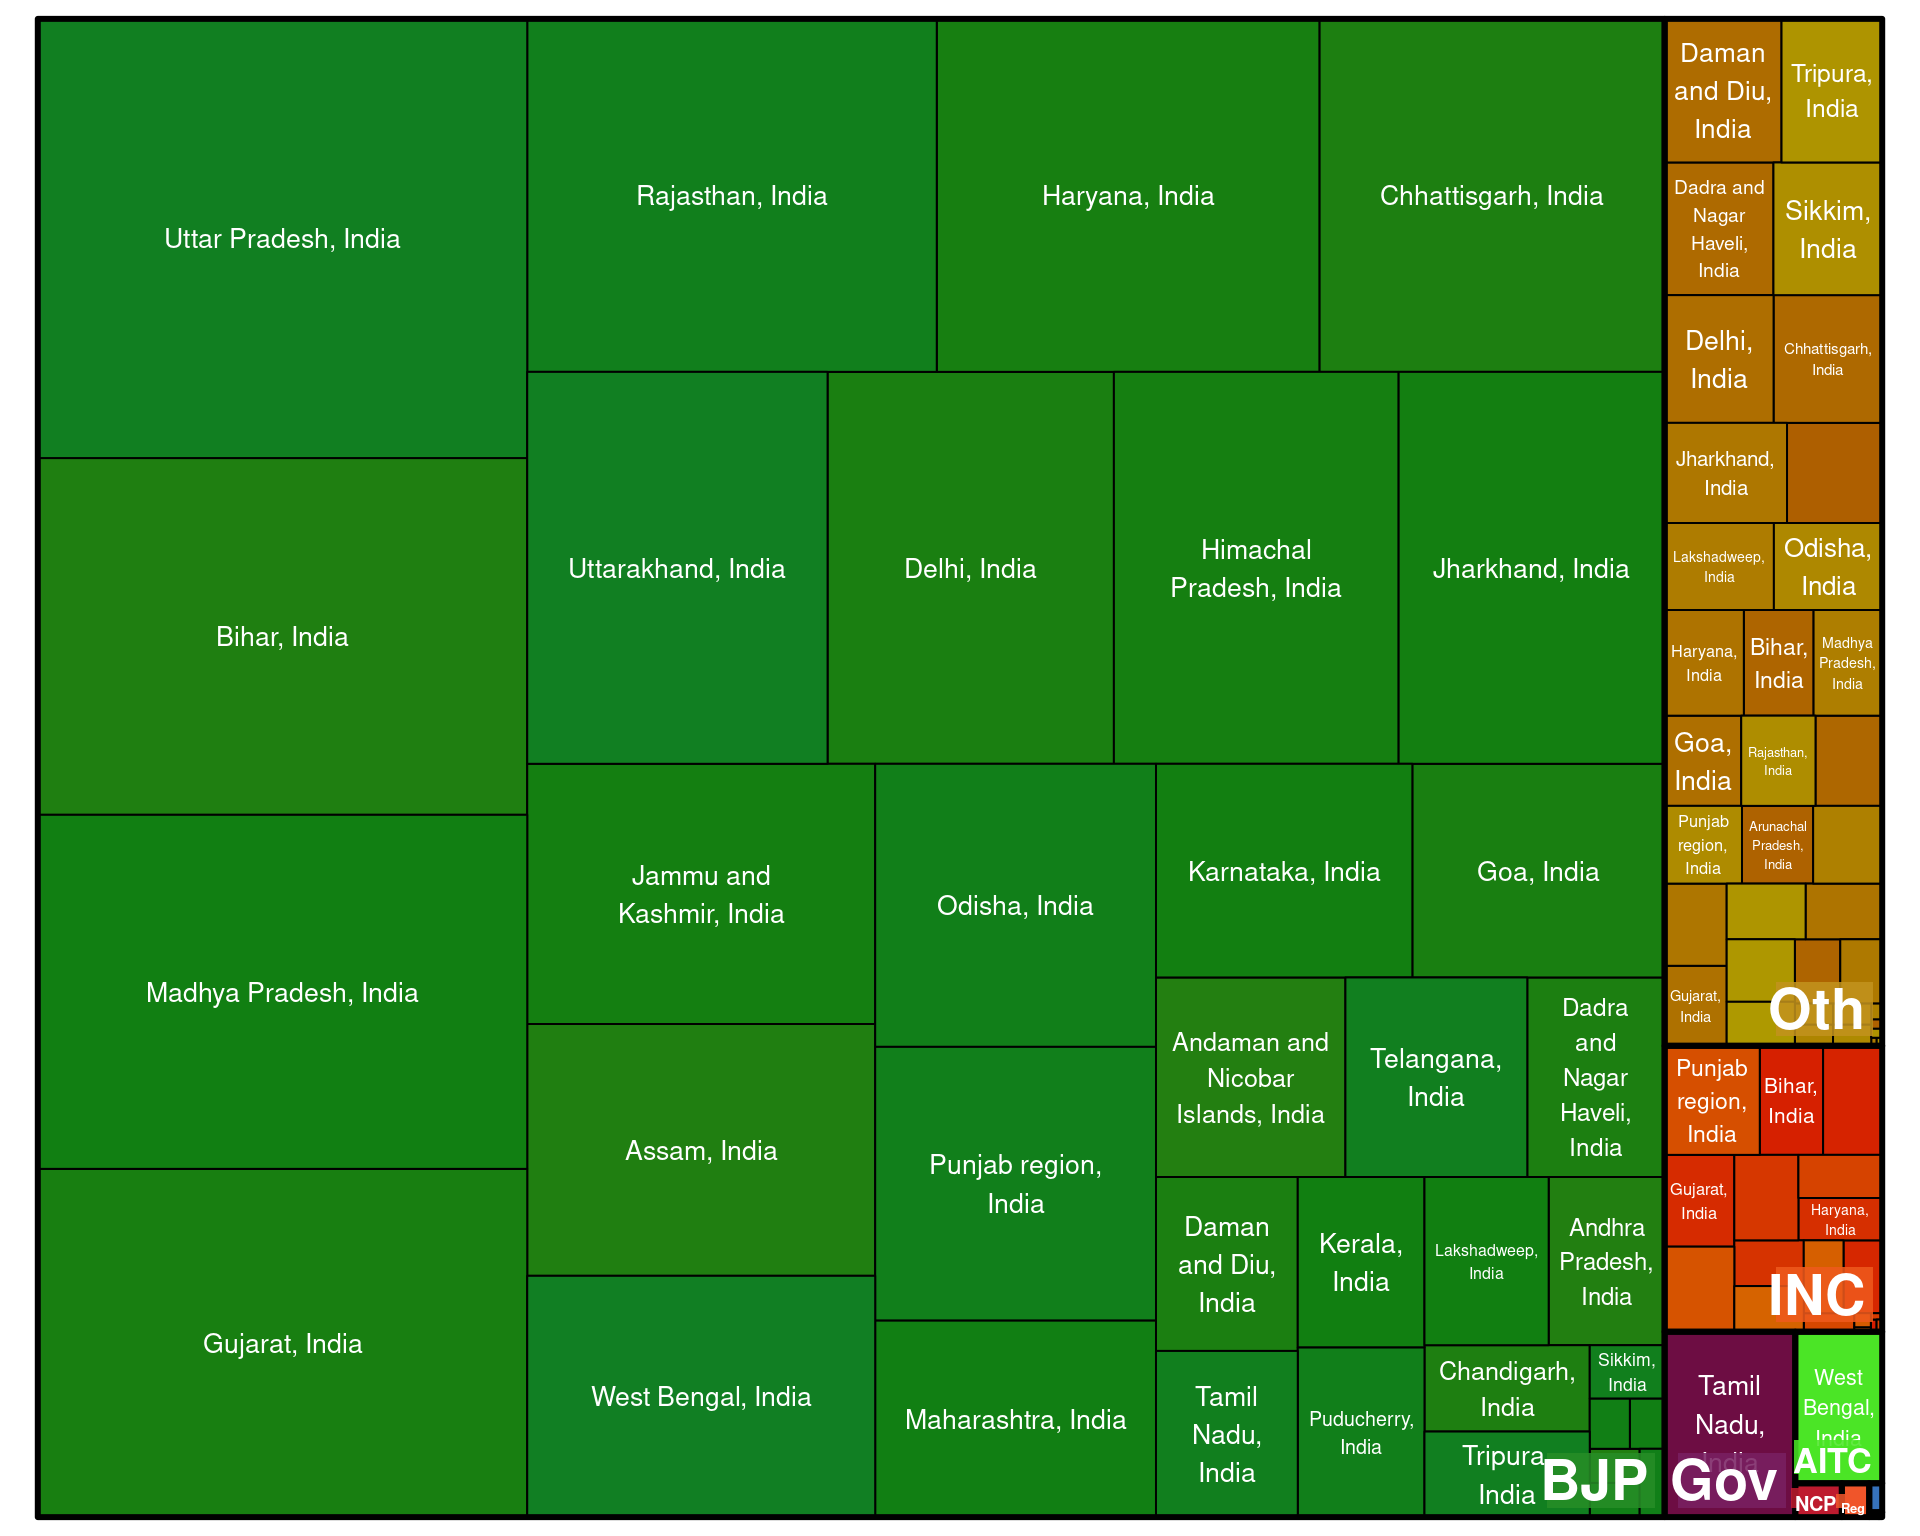 Uttar Pradesh, India
Bihar, India
Madhya Pradesh, India
Gujarat, India
Rajasthan, India
Haryana, India
Chhattisgarh, India
Uttarakhand, India
Delhi, India
Himachal
Pradesh, India
Jharkhand, India
Jammu and
Kashmir, India
Assam, India
West Bengal, India
Odisha, India
Punjab region,
India
Maharashtra, India
Karnataka, India
Goa, India
Andaman and
Nicobar
Islands, India
Telangana,
India
Dadra
and
Nagar
Haveli,
India
Daman
and Diu,
India
Tamil
Nadu,
India
Kerala,
India
Puducherry,
India
Lakshadweep,
India
Andhra
Pradesh,
India
Chandigarh,
India
Tripura,
India
Sikkim,
India
BJP
Daman
and Diu,
India
Tripura,
India
Dadra and
Nagar
Haveli,
India
Sikkim,
India
Delhi,
India
Chhattisgarh,
India
Jharkhand,
India
Lakshadweep,
India
Odisha,
India
Haryana,
India
Bihar,
India
Madhya
Pradesh,
India
Goa,
India
Rajasthan,
India
Punjab
region,
India
Arunachal
Pradesh,
India
Gujarat,
India
Oth
Punjab
region,
India
Bihar,
India
Gujarat,
India
Haryana,
India
INC
Tamil
Nadu,
India
Gov
West
Bengal,
India
AITC
NCP
Reg